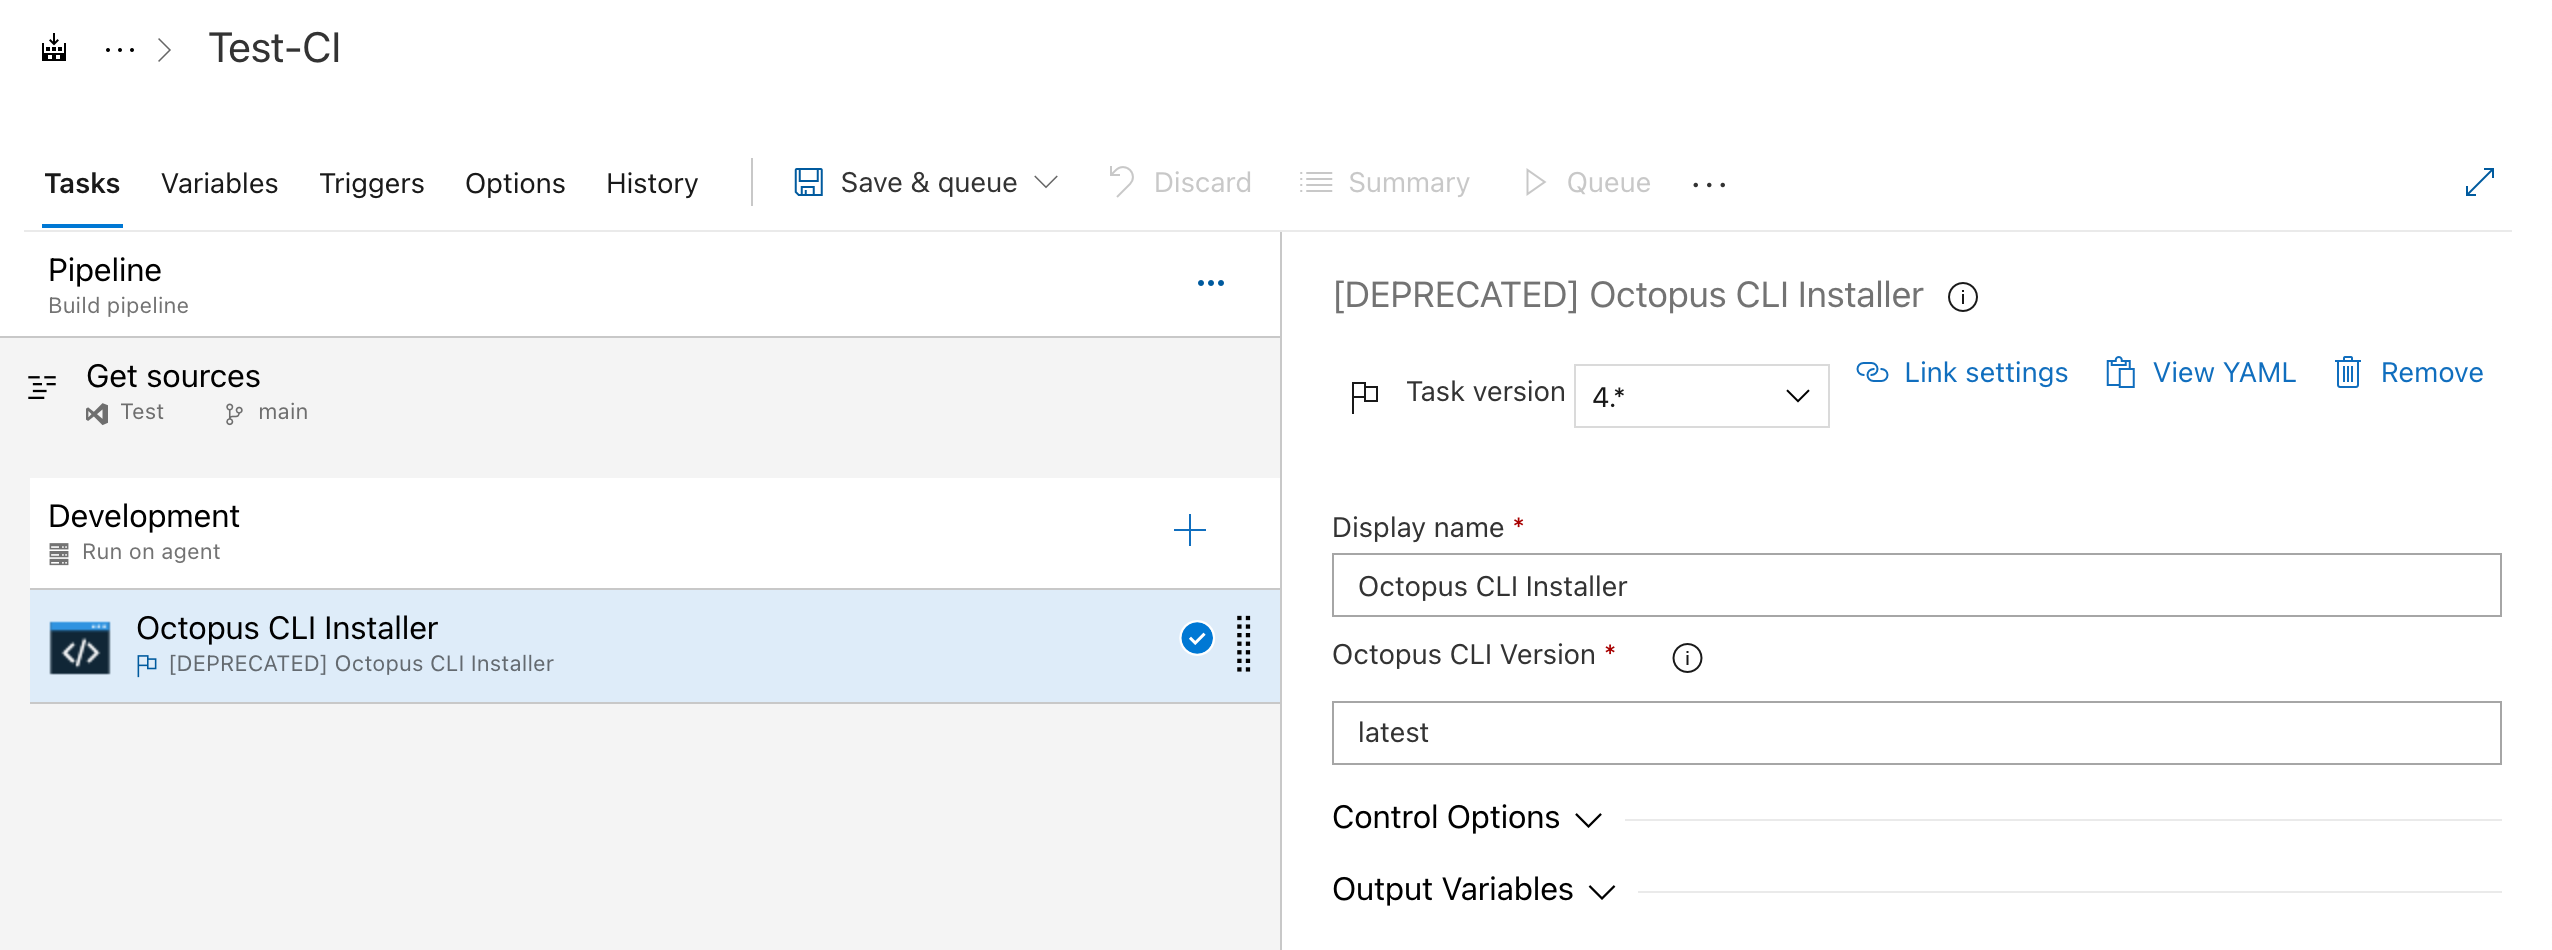 Test-CI
Tasks Variables Triggers Options History Save & queue Discard Summary Queue
Pipeline
Build pipeline
Get sources
Test main
Development
Run on agent
Octopus CLI Installer
[DEPRECATED] Octopus CLI Installer
[DEPRECATED] Octopus CLI Installer
Task version 4.* Link settings View YAML Remove
Display name *
Octopus CLI Installer
Octopus CLI Version *
latest
Control Options
Output Variables